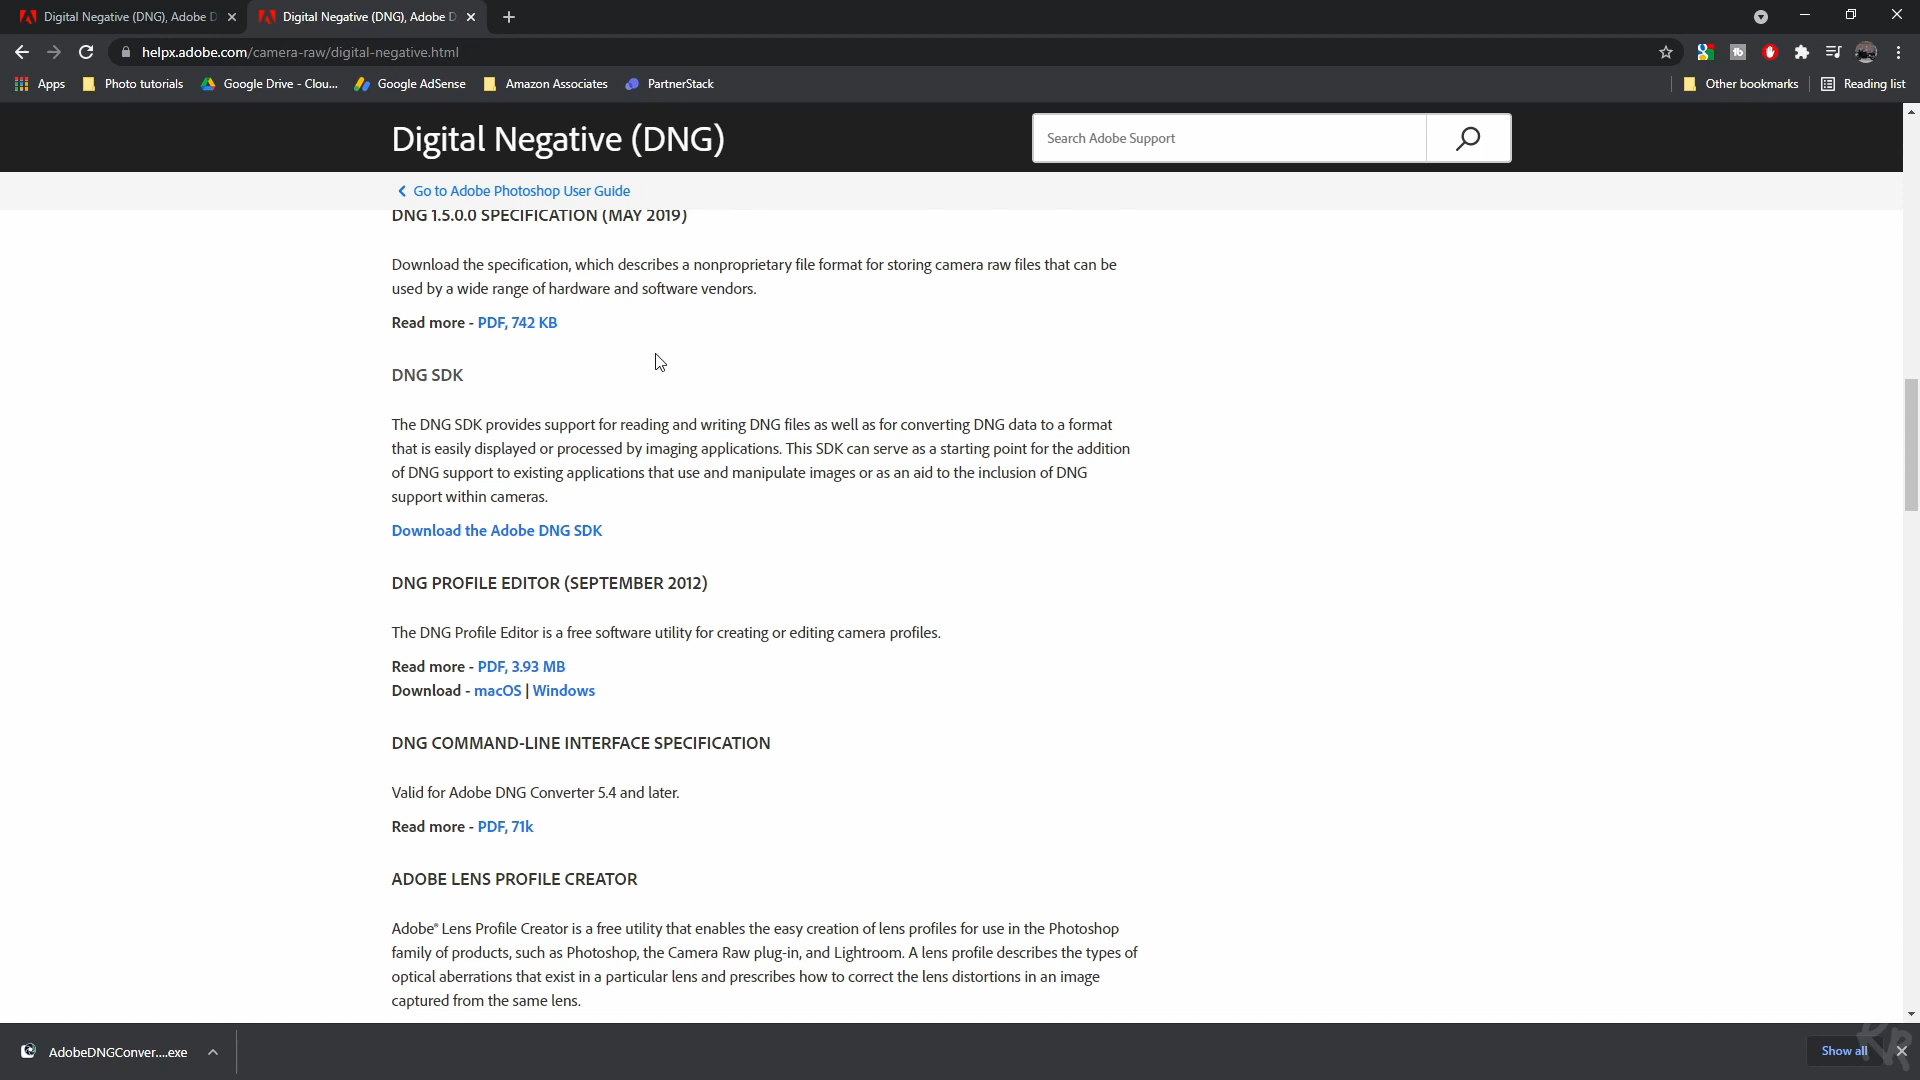 Digital Negative (DNG), Adobe D
Digital Negative (DNG), Adobe D
helpx.adobe.com/camera-raw/digital-negative.html
Apps
Photo tutorials
Google Drive - Clou...
Google AdSense
Amazon Associates
PartnerStack
Other bookmarks
Reading list
Digital Negative (DNG)
Search Adobe Support
Go to Adobe Photoshop User Guide
DNG 1.5.0.0 SPECIFICATION (MAY 2019)
Download the specification, which describes a nonproprietary file format for storing camera raw files that can be
used by a wide range of hardware and software vendors.
Read more - PDF, 742 KB
DNG SDK
The DNG SDK provides support for reading and writing DNG files as well as for converting DNG data to a format
that is easily displayed or processed by imaging applications. This SDK can serve as a starting point for the addition
of DNG support to existing applications that use and manipulate images or as an aid to the inclusion of DNG
support within cameras.
Download the Adobe DNG SDK
DNG PROFILE EDITOR (SEPTEMBER 2012)
The DNG Profile Editor is a free software utility for creating or editing camera profiles.
Read more - PDF, 3.93 MB
Download - macOS | Windows
DNG COMMAND-LINE INTERFACE SPECIFICATION
Valid for Adobe DNG Converter 5.4 and later.
Read more - PDF, 71k
ADOBE LENS PROFILE CREATOR
Adobe® Lens Profile Creator is a free utility that enables the easy creation of lens profiles for use in the Photoshop
family of products, such as Photoshop, the Camera Raw plug-in, and Lightroom. A lens profile describes the types of
optical aberrations that exist in a particular lens and prescribes how to correct the lens distortions in an image
captured from the same lens.
AdobeDNGConver....exe
Show all